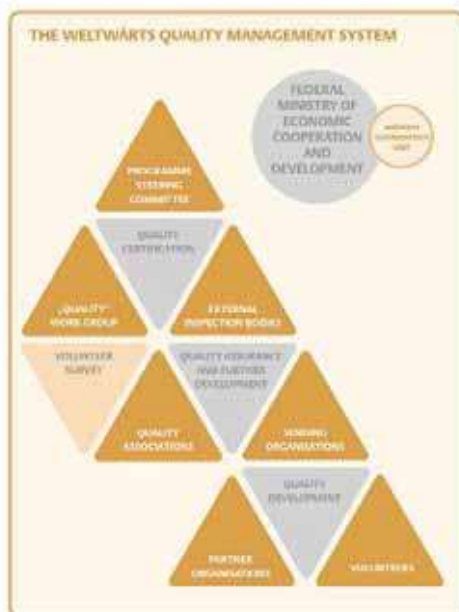 THE WELTWÄRTS QUALITY MANAGEMENT SYSTEM
FEDERAL
MINISTRY OF
ECONOMIC
COOPERATION
AND
DEVELOPMENT
PROGRAMME
STEERING
COMMITTEE
QUALITY
CERTIFICATION
„QUALITY“
WORK GROUP
EXTERNAL
INSPECTION BODIES
VOLUNTEER
SURVEY
QUALITY ASSURANCE
AND FURTHER
DEVELOPMENT
QUALITY
ASSOCIATIONS
SENDING
ORGANISATIONS
QUALITY
DEVELOPMENT
PARTNER
ORGANISATIONS
VOLUNTEERS